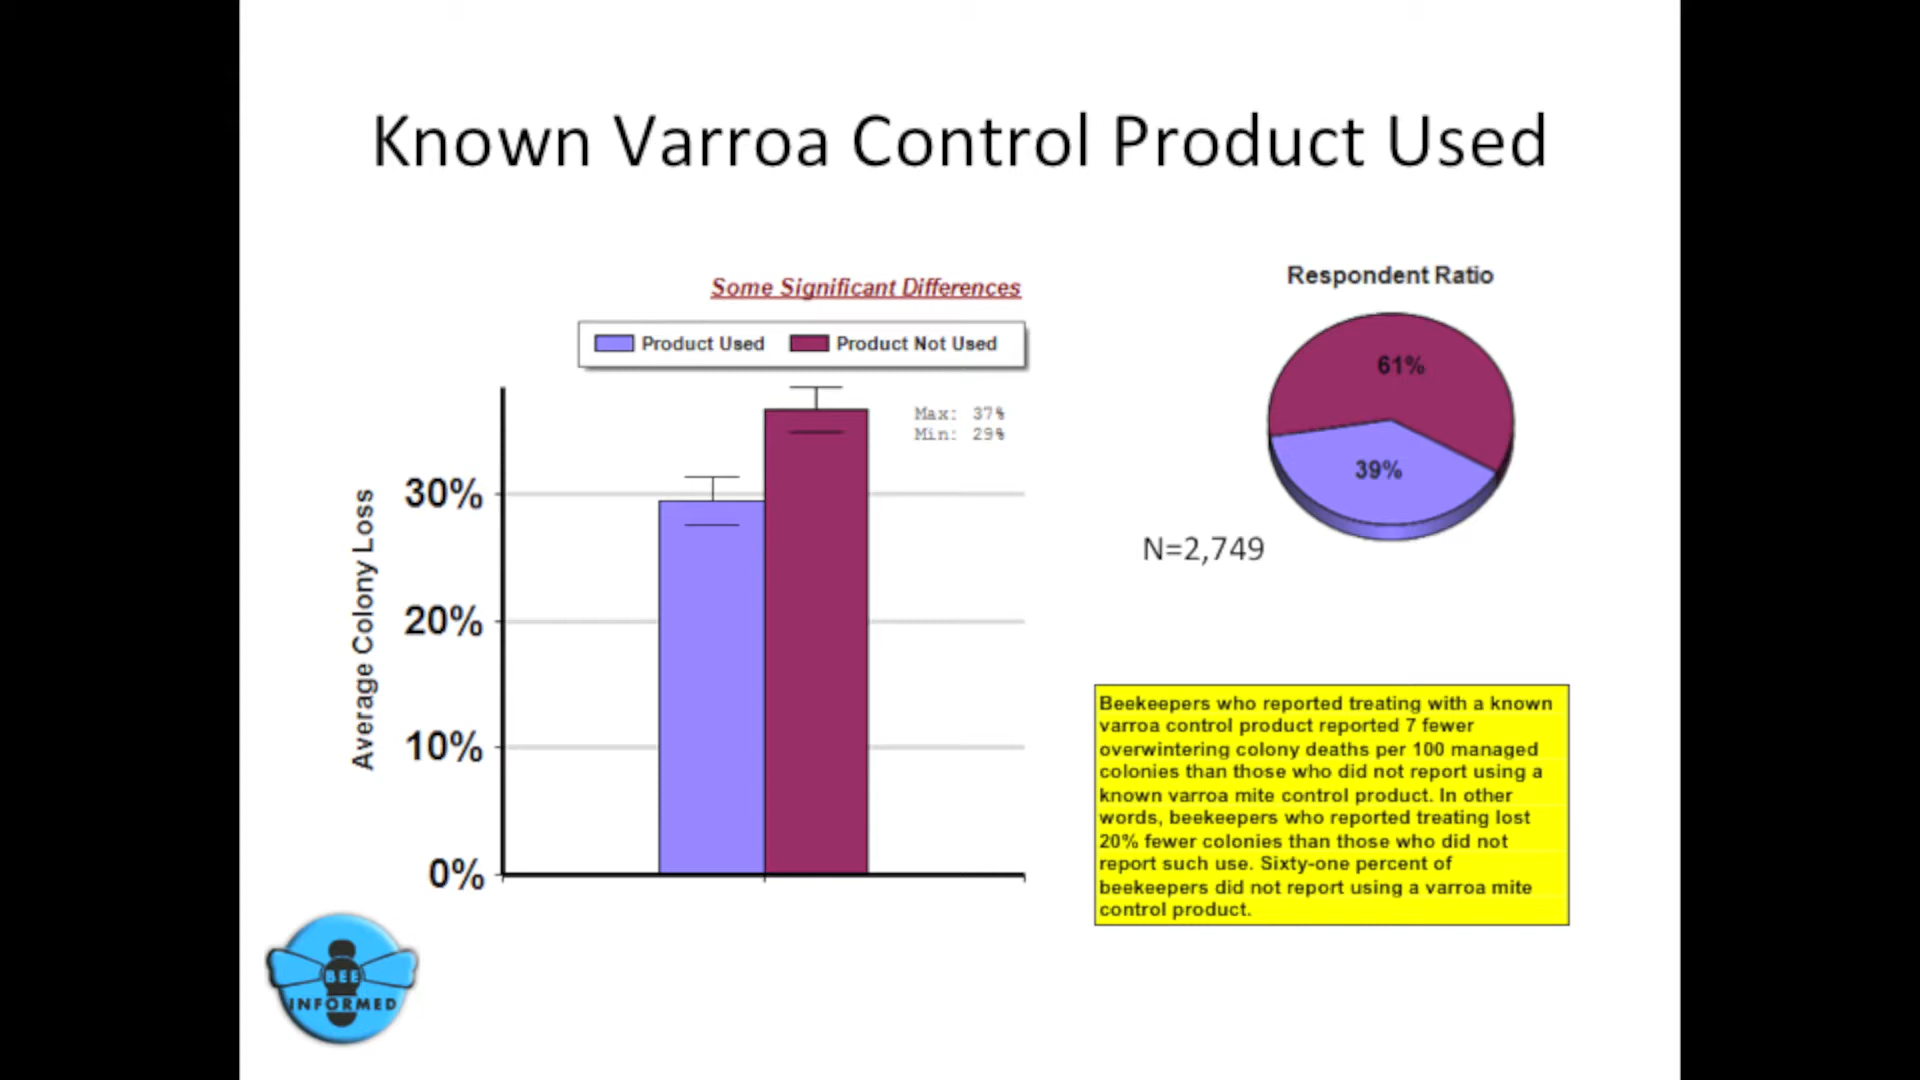 Known Varroa Control Product Used
Some Significant Differences
Product Used
Product Not Used
Max: 37%
Min: 29%
Average Colony Loss
30%
20%
10%
0%
Respondent Ratio
61%
39%
N=2,749
Beekeepers who reported treating with a known
varroa control product reported 7 fewer
overwintering colony deaths per 100 managed
colonies than those who did not report using a
known varroa mite control product. In other
words, beekeepers who reported treating lost
20% fewer colonies than those who did not
report such use. Sixty-one percent of
beekeepers did not report using a varroa mite
control product.
BEE
INFORMED